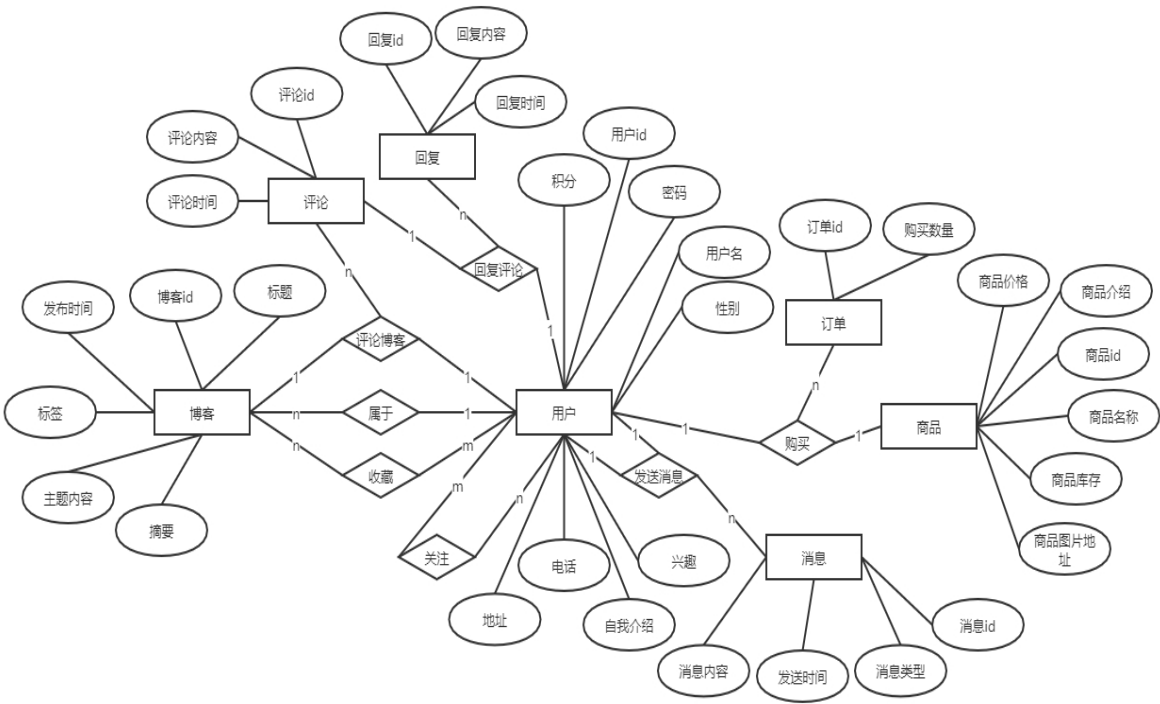 回复id
回复内容
回复时间
评论id
评论内容
评论时间
评论
回复
n
1
回复评论
1
n
积分
用户id
密码
用户名
性别
订单id
购买数量
订单
n
商品价格
商品介绍
商品id
商品名称
商品库存
商品图片地
址
商品
发布时间
博客id
标题
标签
博客
主题内容
摘要
评论博客
1
1
n
属于
1
n
收藏
m
用户
1
购买
1
1
1
发送消息
n
m
n
关注
电话
兴趣
地址
自我介绍
消息
消息内容
发送时间
消息类型
消息id